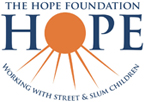 THE HOPE FOUNDATION
HOPE
WORKING WITH STREET & SLUM CHILDREN